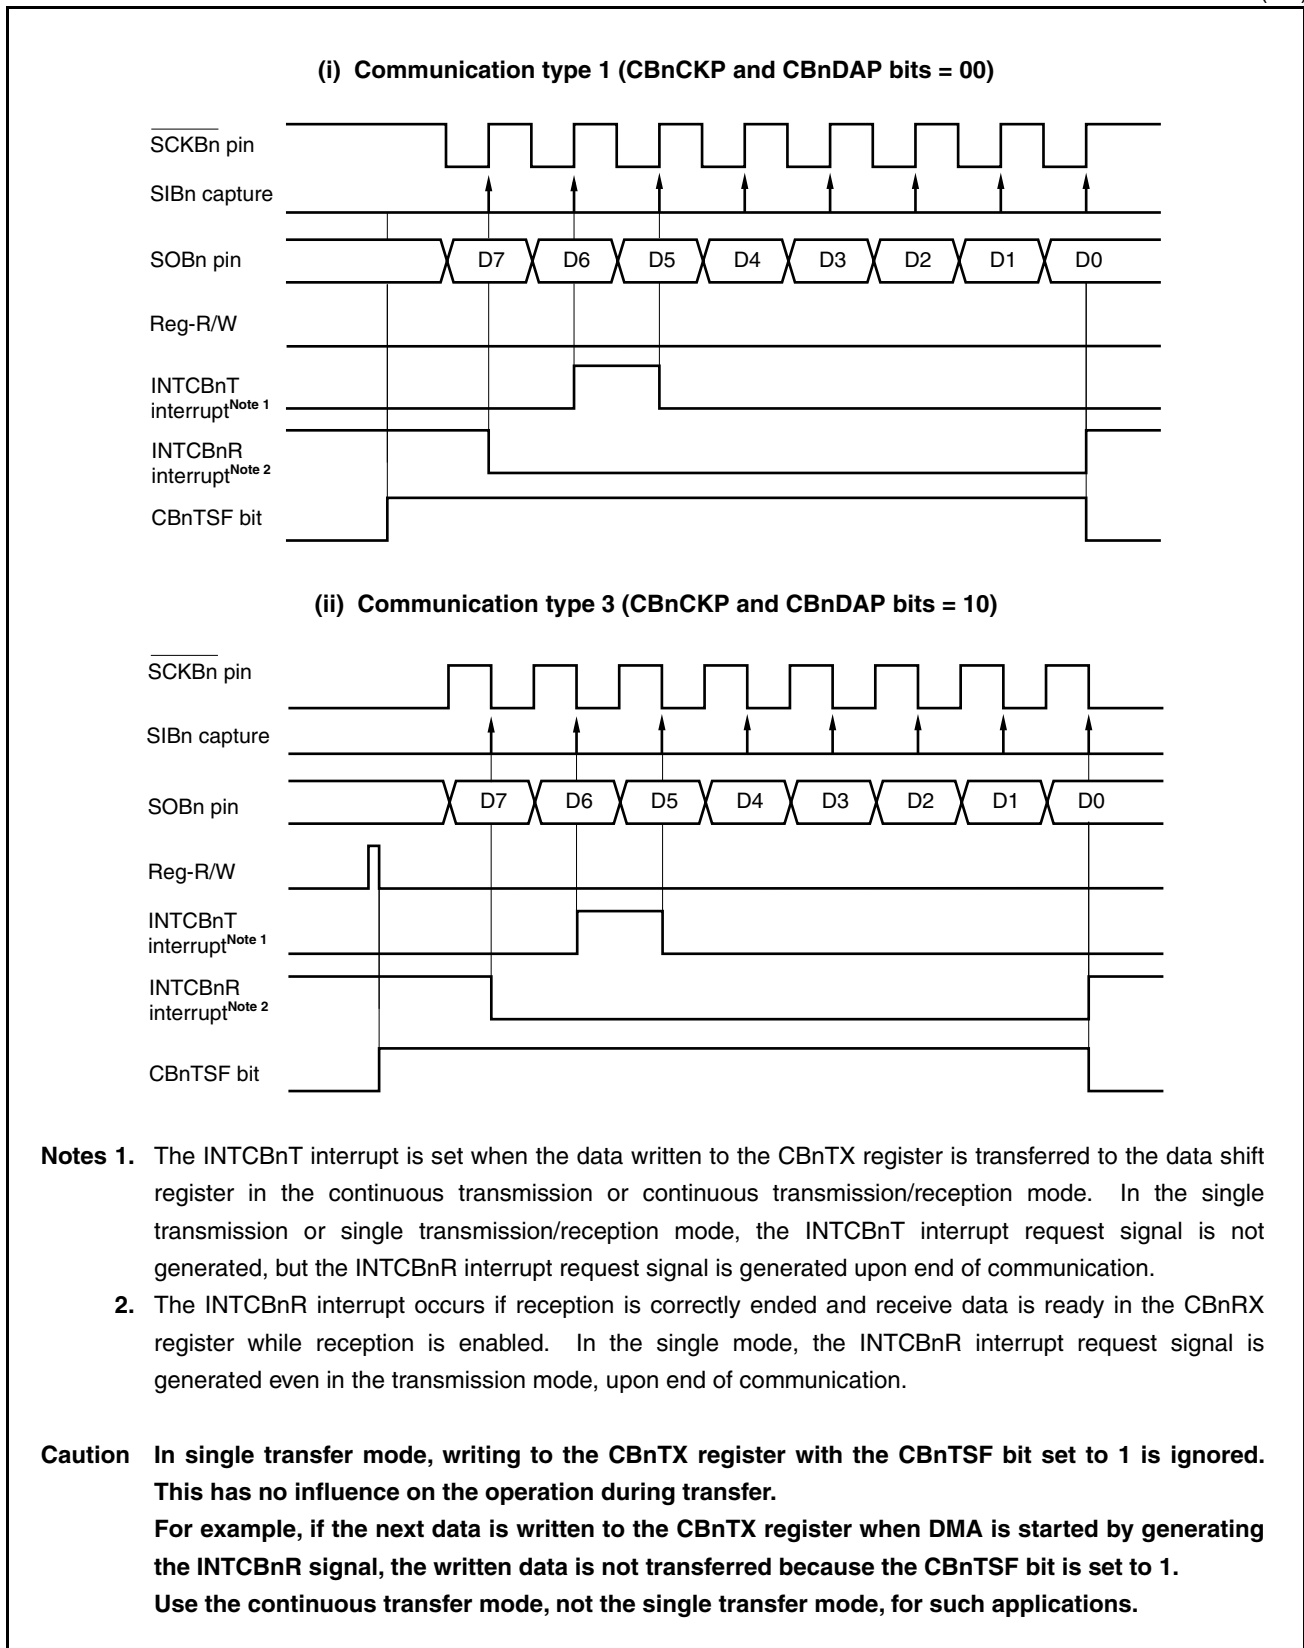 (i) Communication type 1 (CBnCKP and CBnDAP bits = 00)
SCKBn pin
SIBn capture
SOBn pin D7 D6 D5 D4 D3 D2 D1 D0
Reg-R/W
INTCBnT
interrupt Note 1
INTCBnR
interrupt Note 2
CBnTSF bit
(ii) Communication type 3 (CBnCKP and CBnDAP bits = 10)
SCKBn pin
SIBn capture
SOBn pin D7 D6 D5 D4 D3 D2 D1 D0
Reg-R/W
INTCBnT
interrupt Note 1
INTCBnR
interrupt Note 2
CBnTSF bit
Notes 1. The INTCBnT interrupt is set when the data written to the CBnTX register is transferred to the data shift
register in the continuous transmission or continuous transmission/reception mode. In the single
transmission or single transmission/reception mode, the INTCBnT interrupt request signal is not
generated, but the INTCBnR interrupt request signal is generated upon end of communication.
2. The INTCBnR interrupt occurs if reception is correctly ended and receive data is ready in the CBnRX
register while reception is enabled. In the single mode, the INTCBnR interrupt request signal is
generated even in the transmission mode, upon end of communication.
Caution In single transfer mode, writing to the CBnTX register with the CBnTSF bit set to 1 is ignored.
This has no influence on the operation during transfer.
For example, if the next data is written to the CBnTX register when DMA is started by generating
the INTCBnR signal, the written data is not transferred because the CBnTSF bit is set to 1.
Use the continuous transfer mode, not the single transfer mode, for such applications.